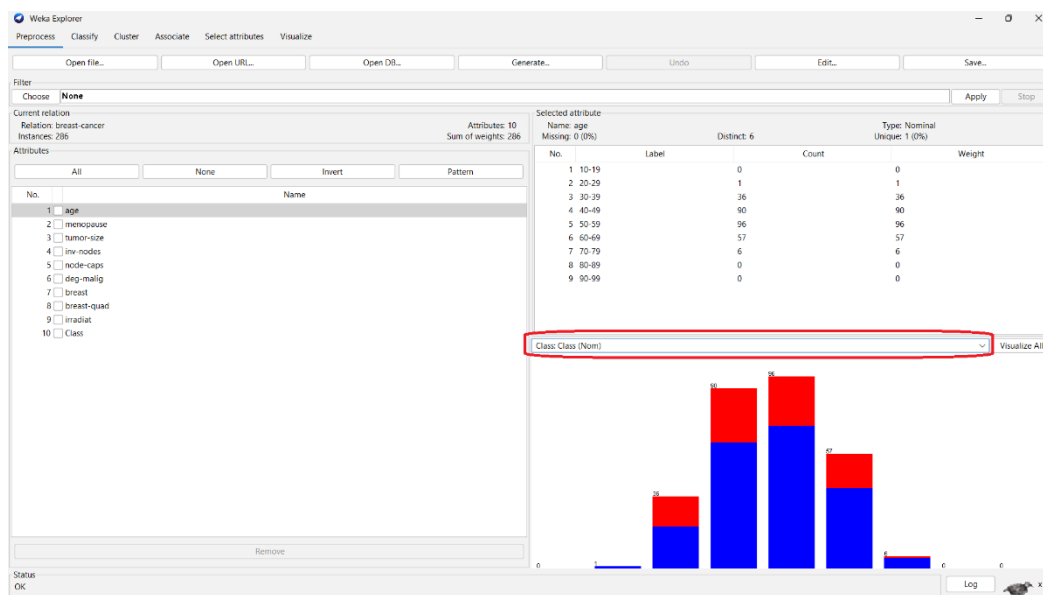 Weka Explorer
Preprocess Classify Cluster Associate Select attributes Visualize
Open file... Open URL... Open DB... Generate... Undo Edit... Save...
Filter
Choose None Apply Stop
Current relation
Relation: breast-cancer Attributes: 10
Instances: 286 Sum of weights: 286
Selected attribute
Name: age Type: Nominal
Missing: 0 (0%) Distinct: 6 Unique: 1 (0%)
Attributes
All None Invert Pattern
No. Name
1 age
2 menopause
3 tumor-size
4 inv-nodes
5 node-caps
6 deg-malig
7 breast
8 breast-quad
9 irradiat
10 Class
Remove
No. Label Count Weight
1 10-19 0 0
2 20-29 1 1
3 30-39 36 36
4 40-49 90 90
5 50-59 96 96
6 60-69 57 57
7 70-79 6 6
8 80-89 0 0
9 90-99 0 0
Class: Class (Nom) Visualize All
0 1 36 90 96 57 6 0 0
Status
OK
Log x